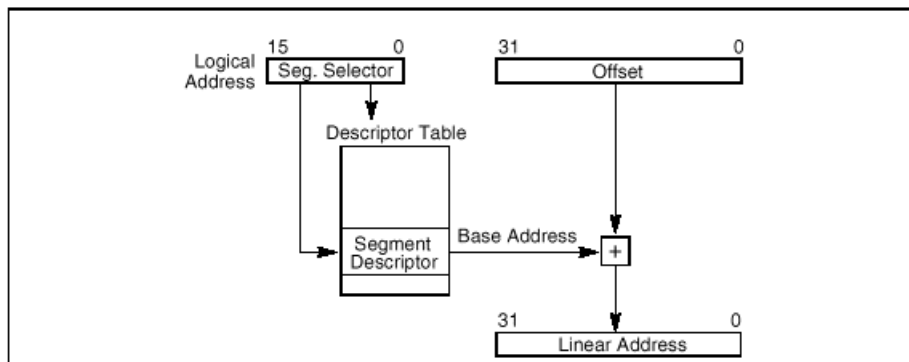 15 0
31 0
Logical Address
Seg. Selector
Offset
Descriptor Table
Segment Descriptor
Base Address
+
31 0
Linear Address